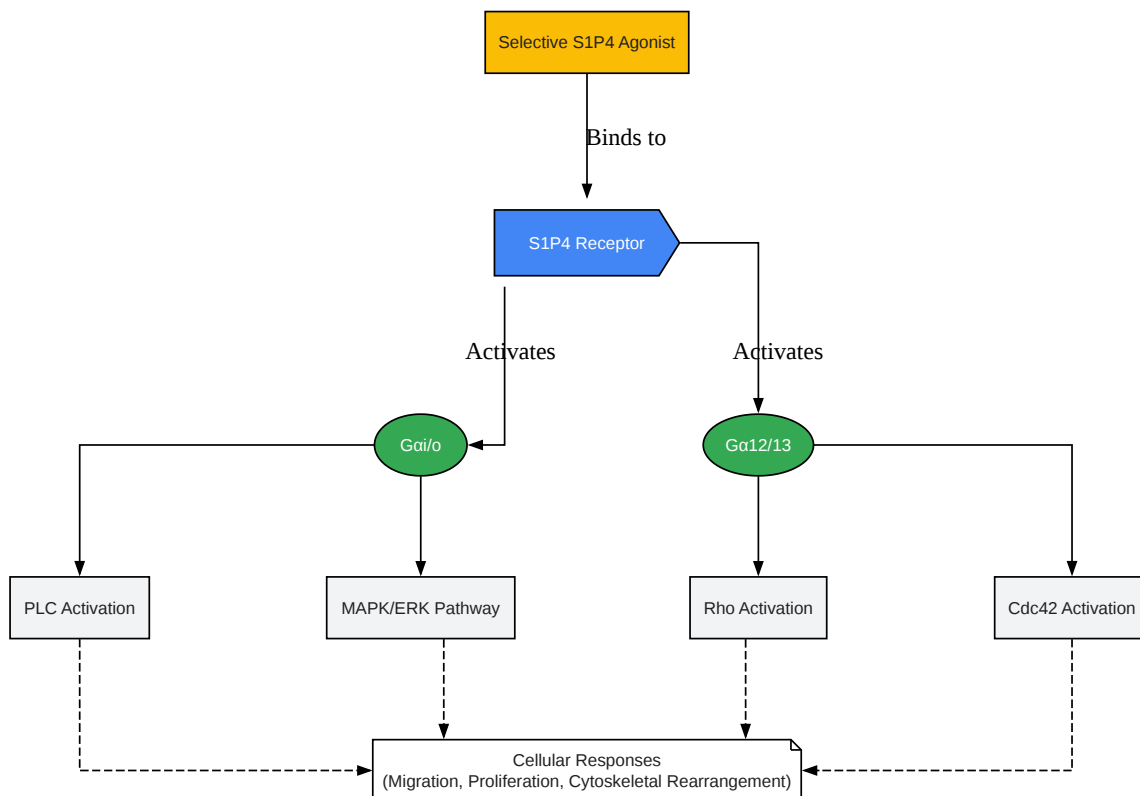 Selective S1P4 Agonist
Binds to
S1P4 Receptor
Activates
Activates
Gαi/o
Gα12/13
PLC Activation
MAPK/ERK Pathway
Rho Activation
Cdc42 Activation
Cellular Responses
(Migration, Proliferation, Cytoskeletal Rearrangement)